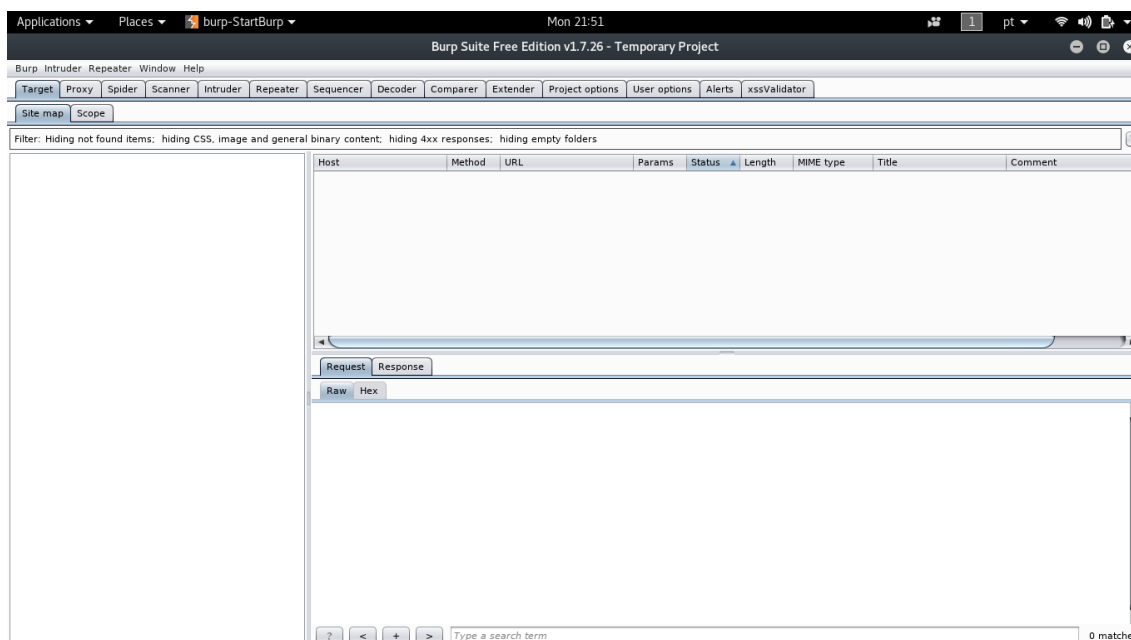 Applications Places burp-StartBurp Mon 21:51 1 pt
Burp Suite Free Edition v1.7.26 - Temporary Project
Burp Intruder Repeater Window Help
Target Proxy Spider Scanner Intruder Repeater Sequencer Decoder Comparer Extender Project options User options Alerts xssValidator
Site map Scope
Filter: Hiding not found items; hiding CSS, image and general binary content; hiding 4xx responses; hiding empty folders
Host Method URL Params Status Length MIME type Title Comment
Request Response
Raw Hex
? < + > Type a search term 0 matche